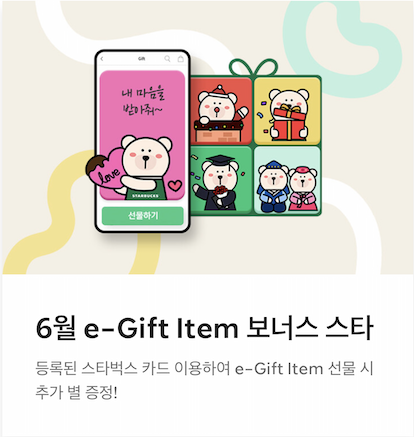 Gift
내 마음을
받아줘~
love
STARBUCKS
선물하기
6월 e-Gift Item 보너스 스타
등록된 스타벅스 카드 이용하여 e-Gift Item 선물 시
추가 별 증정!